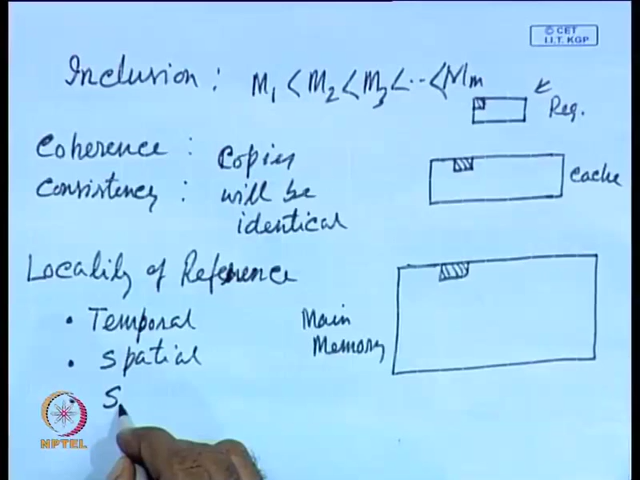 © CET
I.I.T. KGP
Inclusion : M1 < M2 < M3 < ·· < Mm
Reg.
Coherence : Copies
Consistency : will be
identical
Cache
Locality of Reference
• Temporal
• Spatial
S
Main
Memory
NPTEL